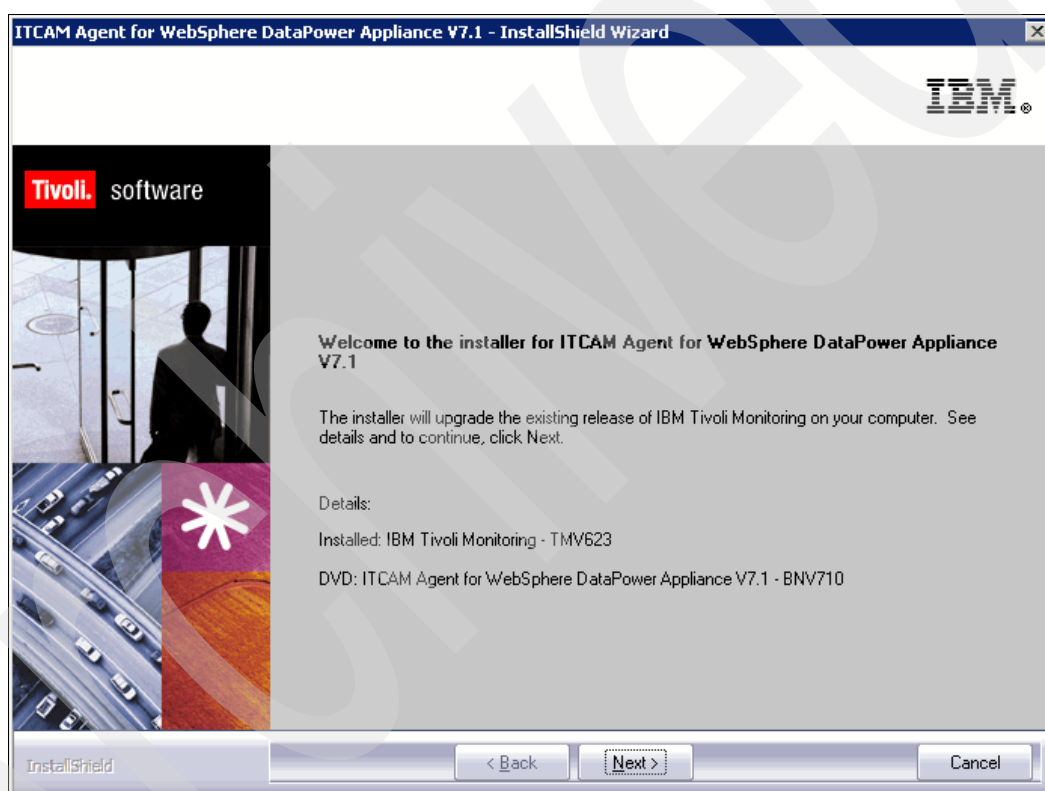 ITCAM Agent for WebSphere DataPower Appliance V7.1 - InstallShield Wizard
IBM®
Tivoli. software
Welcome to the installer for ITCAM Agent for WebSphere DataPower Appliance
V7.1
The installer will upgrade the existing release of IBM Tivoli Monitoring on your computer. See
details and to continue, click Next.
Details:
Installed: IBM Tivoli Monitoring - TMV623
DVD: ITCAM Agent for WebSphere DataPower Appliance V7.1 - BNV710
InstallShield
< Back Next > Cancel